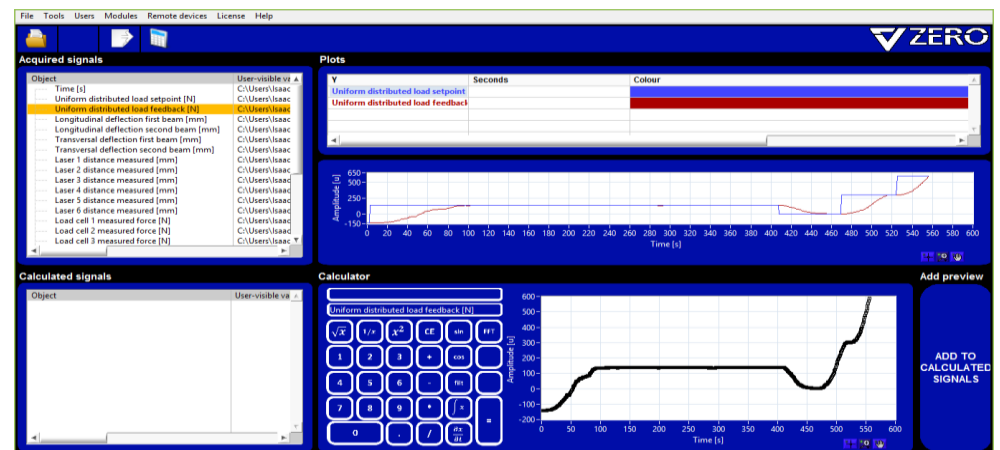 File Tools Users Modules Remote devices License Help
ZERO
Acquired signals
Object User-visible va
Time [s] C:\Users\Isaac
Uniform distributed load setpoint [N] C:\Users\Isaac
Uniform distributed load feedback [N] C:\Users\Isaac
Longitudinal deflection first beam [mm] C:\Users\Isaac
Longitudinal deflection second beam [mm] C:\Users\Isaac
Transversal deflection first beam [mm] C:\Users\Isaac
Transversal deflection second beam [mm] C:\Users\Isaac
Laser 1 distance measured [mm] C:\Users\Isaac
Laser 2 distance measured [mm] C:\Users\Isaac
Laser 3 distance measured [mm] C:\Users\Isaac
Laser 4 distance measured [mm] C:\Users\Isaac
Laser 5 distance measured [mm] C:\Users\Isaac
Laser 6 distance measured [mm] C:\Users\Isaac
Load cell 1 measured force [N] C:\Users\Isaac
Load cell 2 measured force [N] C:\Users\Isaac
Load cell 3 measured force [N] C:\Users\Isaac
Plots
Y Seconds Colour
Uniform distributed load setpoint
Uniform distributed load feedback
Amplitude [u]
650
500
250
0
-150
0 20 40 60 80 100 120 140 160 180 200 220 240 260 280 300 320 340 360 380 400 420 440 460 480 500 520 540 560 580 600
Time [s]
Calculated signals
Object User-visible va
Calculator
Uniform distributed load feedback [N]
√x 1/x x² CE sin FFT
1 2 3 + cos
4 5 6 - filt
7 8 9 * ∫x =
0 . / ∂x/∂t
Amplitude [u]
600
500
400
300
200
100
0
-100
-200
0 50 100 150 200 250 300 350 400 450 500 550 600
Time [s]
Add preview
ADD TO
CALCULATED
SIGNALS